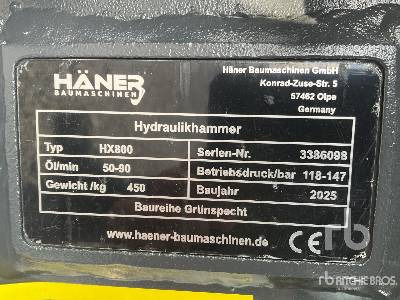 HÄNER
BAUMASCHINEN
Häner Baumaschinen GmbH
Konrad-Zuse-Str. 5
57462 Olpe
Germany
Hydraulikhammer
Typ HX800 Serien-Nr. 3386098
Öl/min 50-90 Betriebsdruck/bar 118-147
Gewicht /kg 450 Baujahr 2025
Baureihe Grünspecht
www.haener-baumaschinen.de CE
rb
RITCHIE BROS.